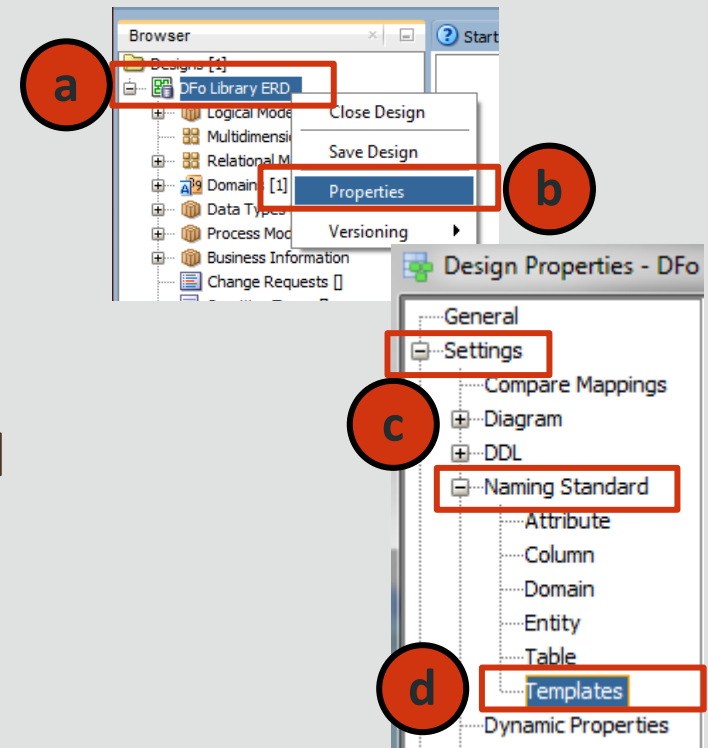 Browser
Start
Designs [1]
a
DFo Library ERD
Logical Mode
Close Design
Multidimensi
Save Design
Relational M
Domains [1]
Properties
b
Data Types
Process Mod
Versioning
Business Information
Change Requests []
Design Properties - DFo
General
Settings
Compare Mappings
c
Diagram
DDL
Naming Standard
Attribute
Column
Domain
Entity
Table
d
Templates
Dynamic Properties